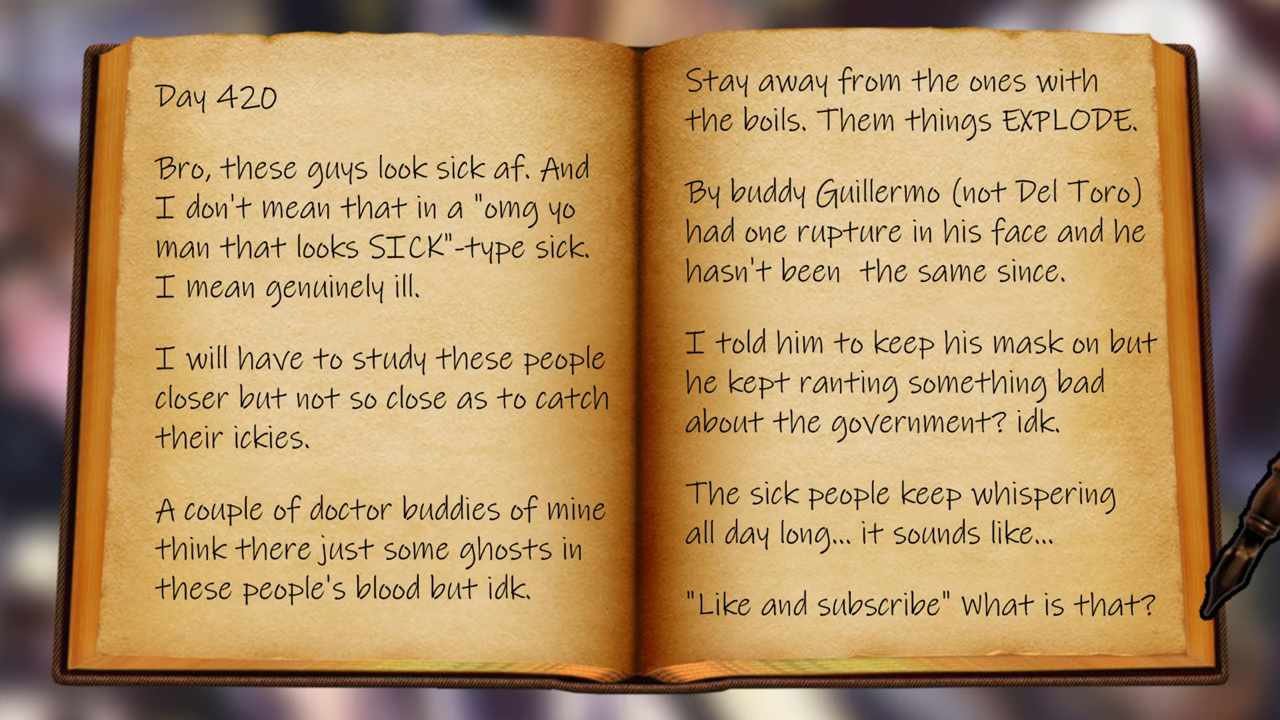 Day 420
Bro, these guys look sick af. And
I don't mean that in a "omg yo
man that looks SICK"-type sick.
I mean genuinely ill.
I will have to study these people
closer but not so close as to catch
their ickies.
A couple of doctor buddies of mine
think there just some ghosts in
these people's blood but idk.
Stay away from the ones with
the boils. Them things EXPLODE.
By buddy Guillermo (not Del Toro)
had one rupture in his face and he
hasn't been  the same since.
I told him to keep his mask on but
he kept ranting something bad
about the government? idk.
The sick people keep whispering
all day long... it sounds like...
"Like and subscribe" What is that?